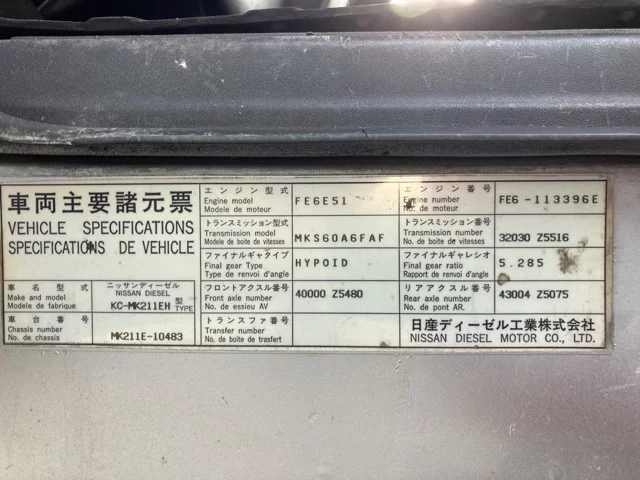 車両主要諸元票
VEHICLE SPECIFICATIONS
SPECIFICATIONS DE VEHICLE
エンジン型式
Engine model
Modele de moteur
FE6E51
エンジン番号
Engine number
No. de moteur
FE6 -113396E
トランスミッション型式
Transmission model
Modele de boite de vitesses
MKS60A6FAF
トランスミッション番号
Transmission number
No. de boite de vitesses
32030 Z5516
ファイナルギヤタイプ
Final gear Type
Type de renvoi d'angle
HYPOID
ファイナルギャレシオ
Final gear ratio
Rapport de renvoi d'angle
5.285
車名型式
Make and model
Modele de fabrique
ニッサンディーゼル
NISSAN DIESEL
KC-MK211EH
型
TYPE
フロントアクスル番号
Front axle number
No. de essieu AV
40000 Z5480
リアアクスル番号
Rear axle number
No. de pont AR.
43004 Z5075
車台番号
Chassis number
No. de chassis
MK211E-10483
トランスファ番号
Transfer number
No. de boite de trasfert
日産ディーゼル工業株式会社
NISSAN DIESEL MOTOR CO., LTD.